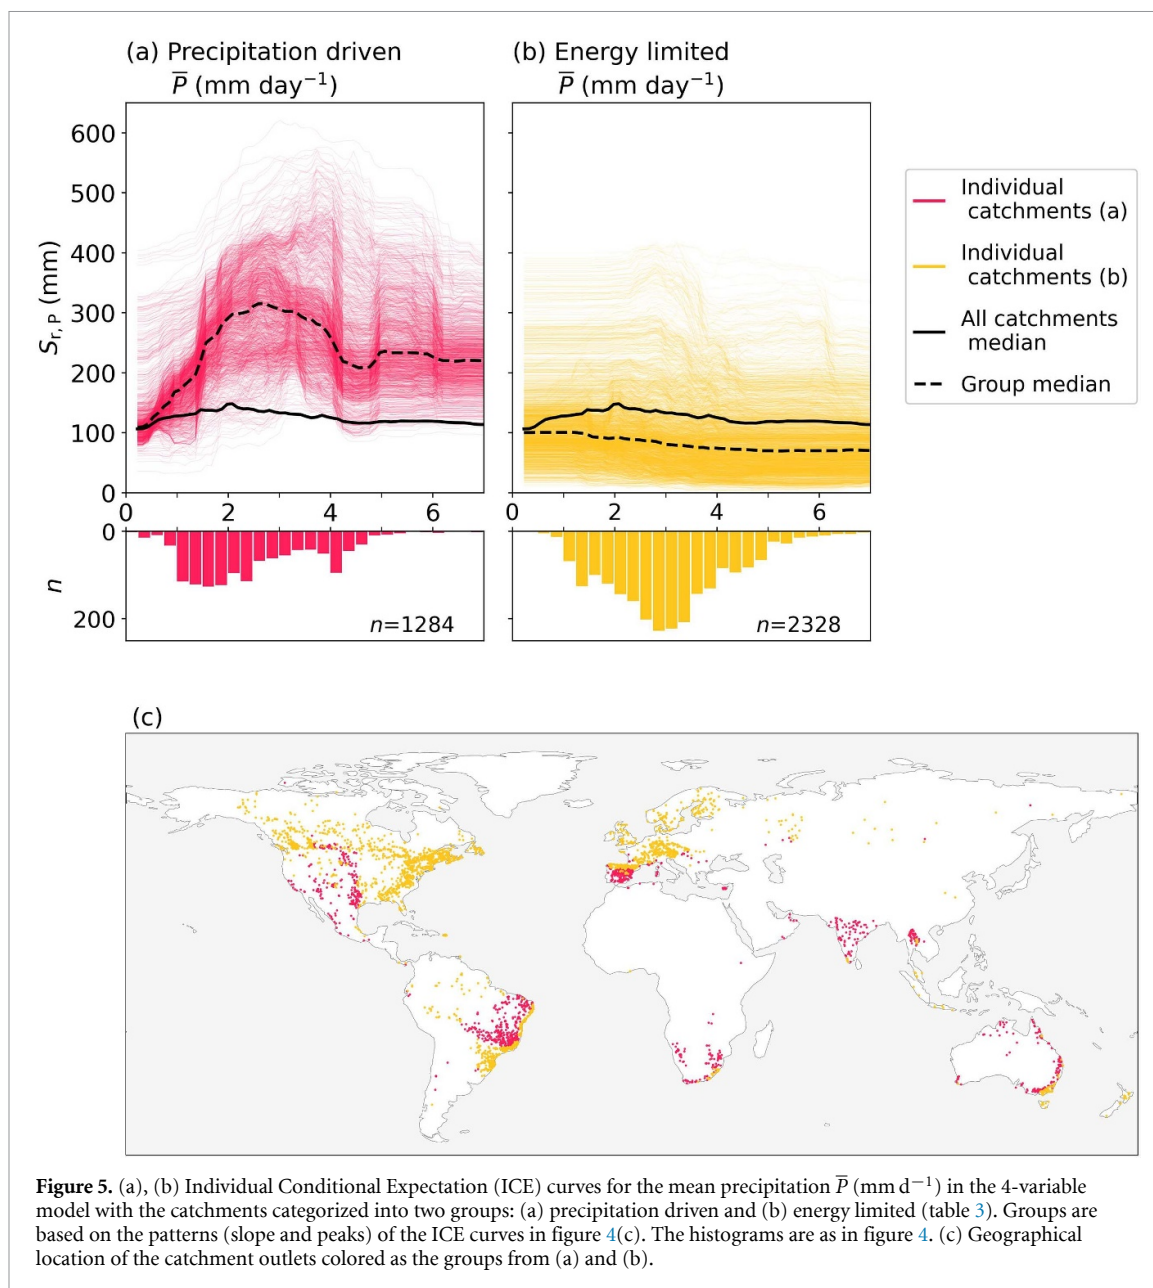 (a) Precipitation driven
P̅ (mm day⁻¹)
(b) Energy limited
P̅ (mm day⁻¹)
600
500
400
300
200
100
0
S_{r, P} (mm)
0
2
4
6
0
2
4
6
0
200
n
n=1284
n=2328
Individual
catchments (a)
Individual
catchments (b)
All catchments
median
Group median
(c)
Figure 5. (a), (b) Individual Conditional Expectation (ICE) curves for the mean precipitation P̅ (mm d⁻¹) in the 4-variable
model with the catchments categorized into two groups: (a) precipitation driven and (b) energy limited (table 3). Groups are
based on the patterns (slope and peaks) of the ICE curves in figure 4(c). The histograms are as in figure 4. (c) Geographical
location of the catchment outlets colored as the groups from (a) and (b).